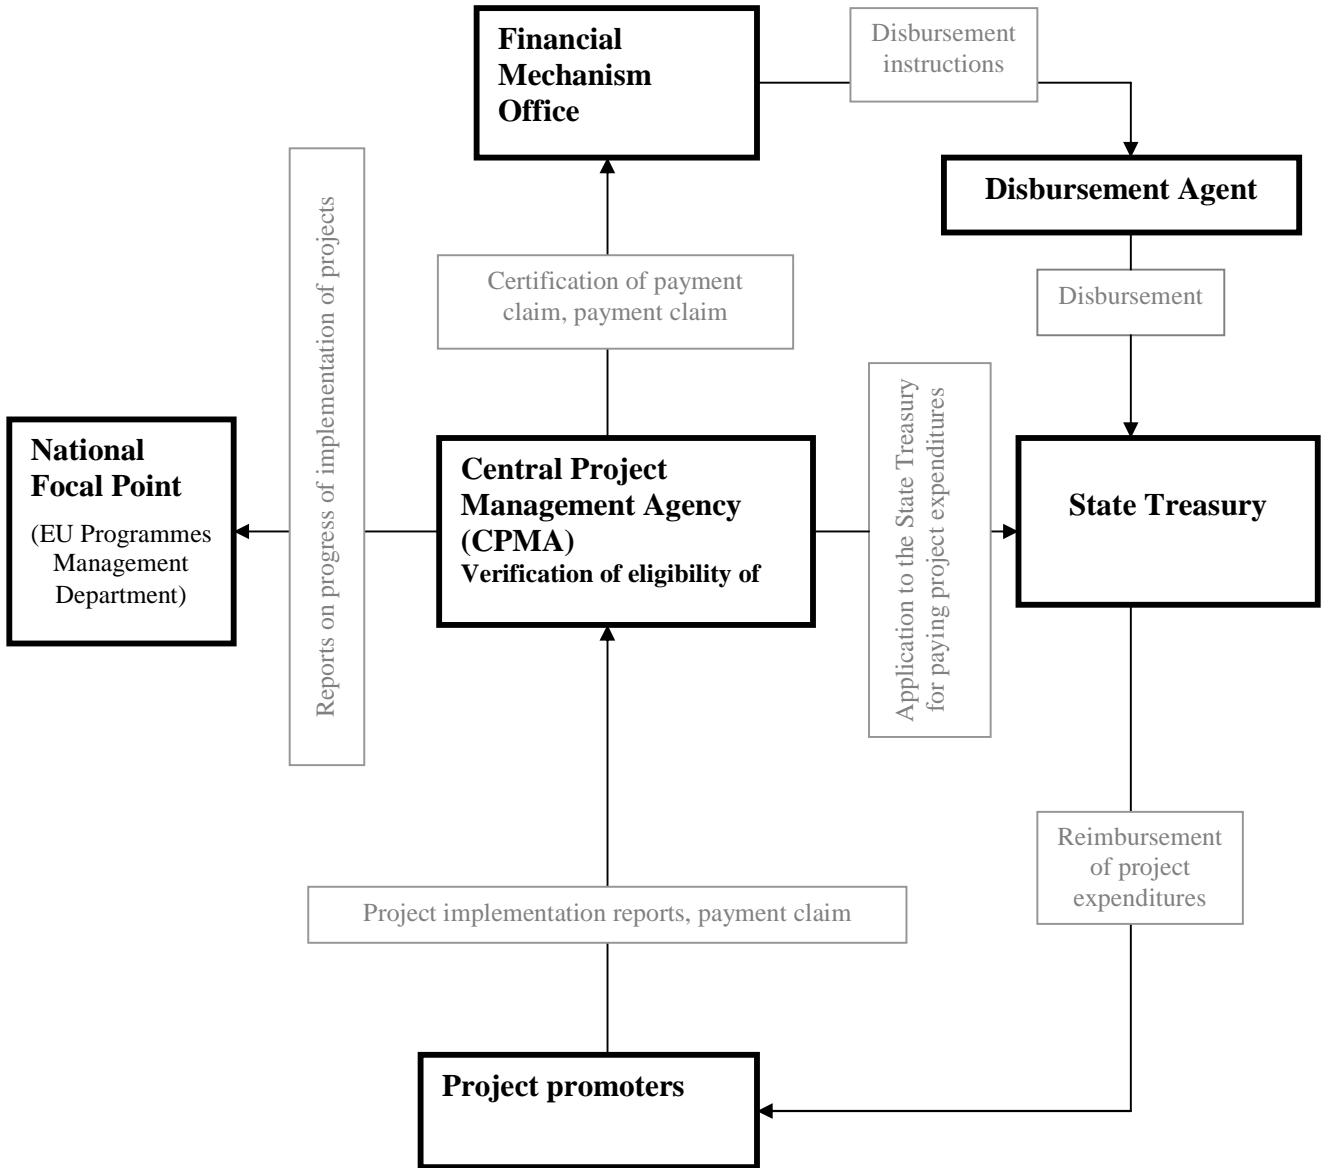 Financial
Mechanism
Office
Disbursement
instructions
Disbursement Agent
Disbursement
Certification of payment
claim, payment claim
Reports on progress of implementation of projects
National
Focal Point
(EU Programmes
Management
Department)
Central Project
Management Agency
(CPMA)
Verification of eligibility of
Application to the State Treasury
for paying project expenditures
State Treasury
Reimbursement
of project
expenditures
Project implementation reports, payment claim
Project promoters